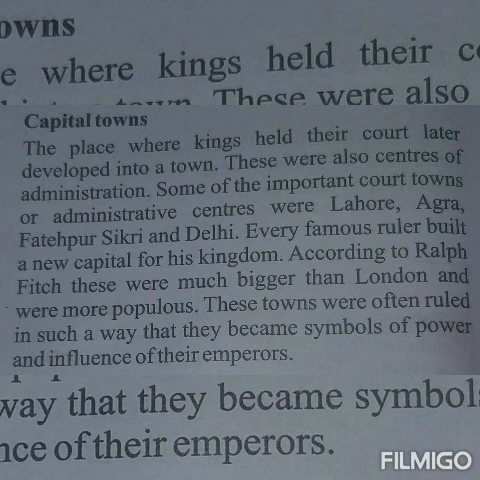 owns
e where kings held their c
town. These were also
Capital towns
The place where kings held their court later
developed into a town. These were also centres of
administration. Some of the important court towns
or administrative centres were Lahore, Agra,
Fatehpur Sikri and Delhi. Every famous ruler built
a new capital for his kingdom. According to Ralph
Fitch these were much bigger than London and
were more populous. These towns were often ruled
in such a way that they became symbols of power
and influence of their emperors.
way that they became symbols
nce of their emperors.
FILMIGO